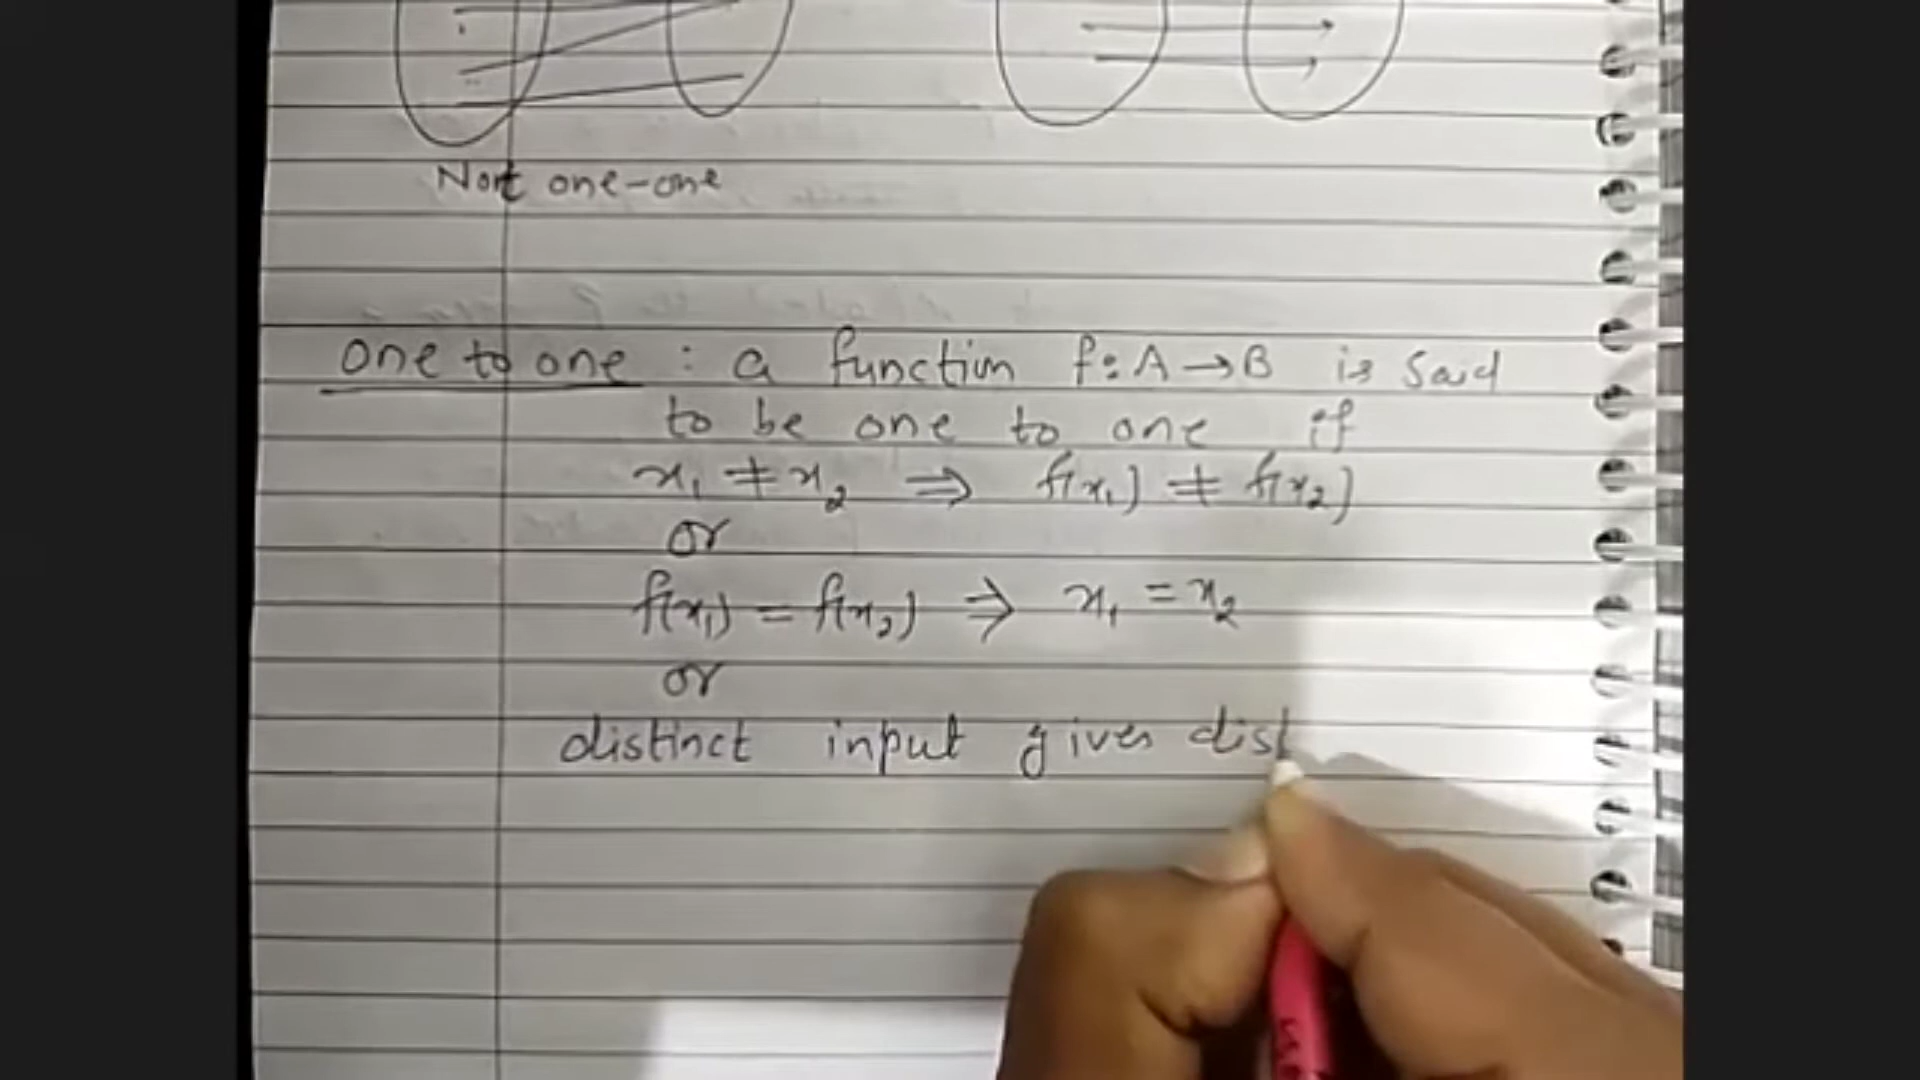 Not one-one
one to one : a function f: A → B is said
to be one to one if
x₁ ≠ x₂ ⇒ f(x₁) ≠ f(x₂)
or
f(x₁) = f(x₂) ⇒ x₁ = x₂
or
distinct input gives dist